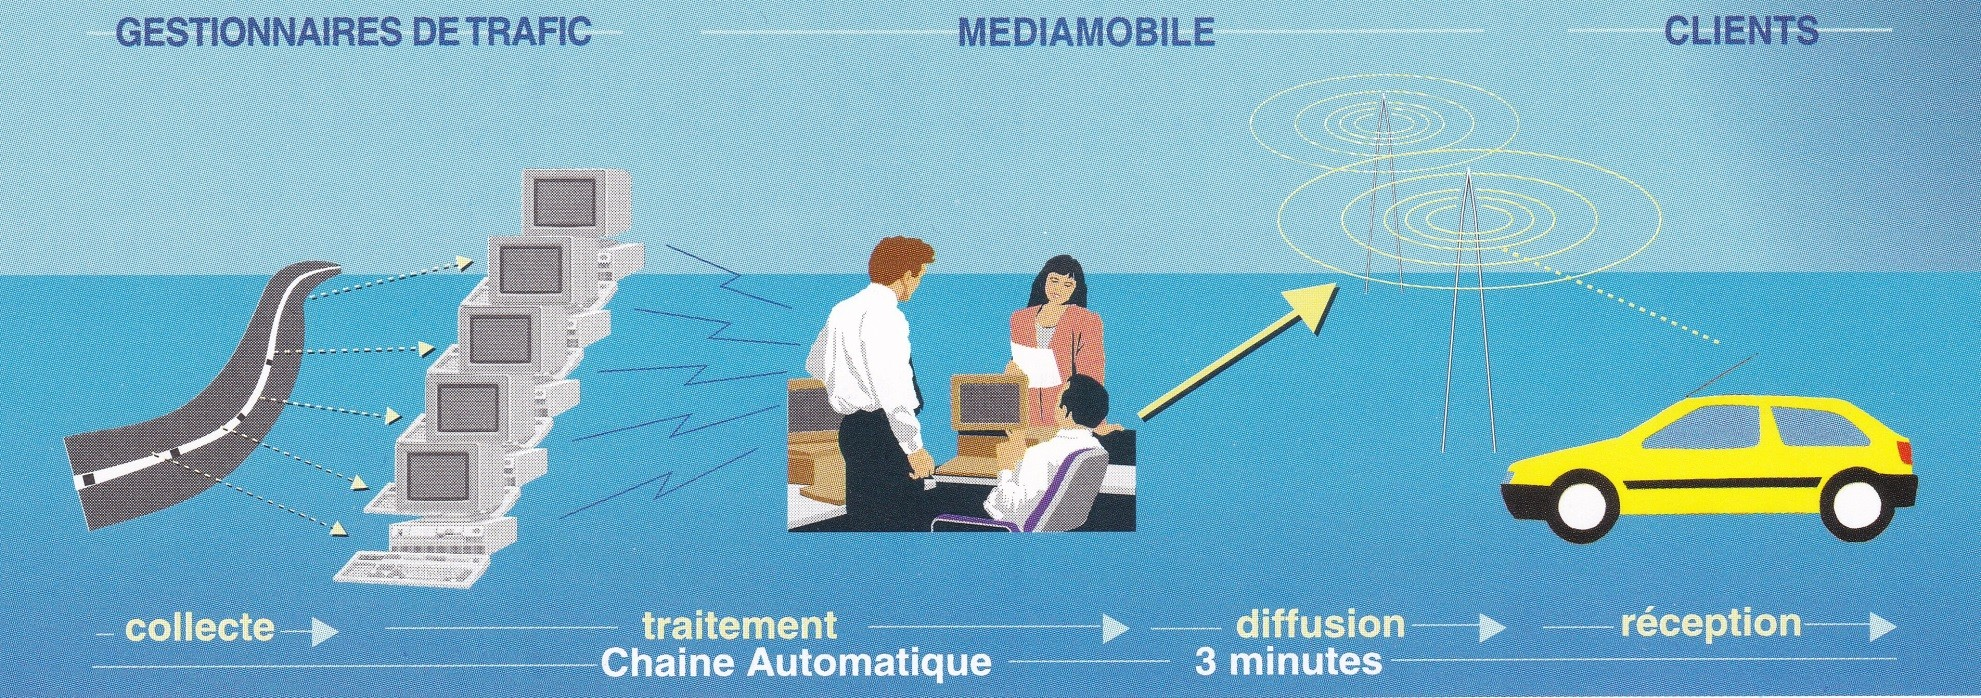 GESTIONNAIRES DE TRAFIC
MEDIAMOBILE
CLIENTS
collecte
traitement
diffusion
réception
Chaine Automatique
3 minutes